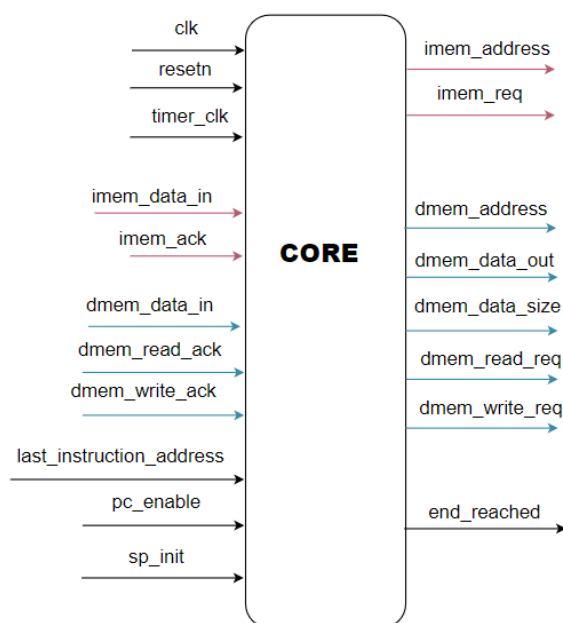 clk
resetn
timer_clk
imem_data_in
imem_ack
dmem_data_in
dmem_read_ack
dmem_write_ack
last_instruction_address
pc_enable
sp_init
CORE
imem_address
imem_req
dmem_address
dmem_data_out
dmem_data_size
dmem_read_req
dmem_write_req
end_reached